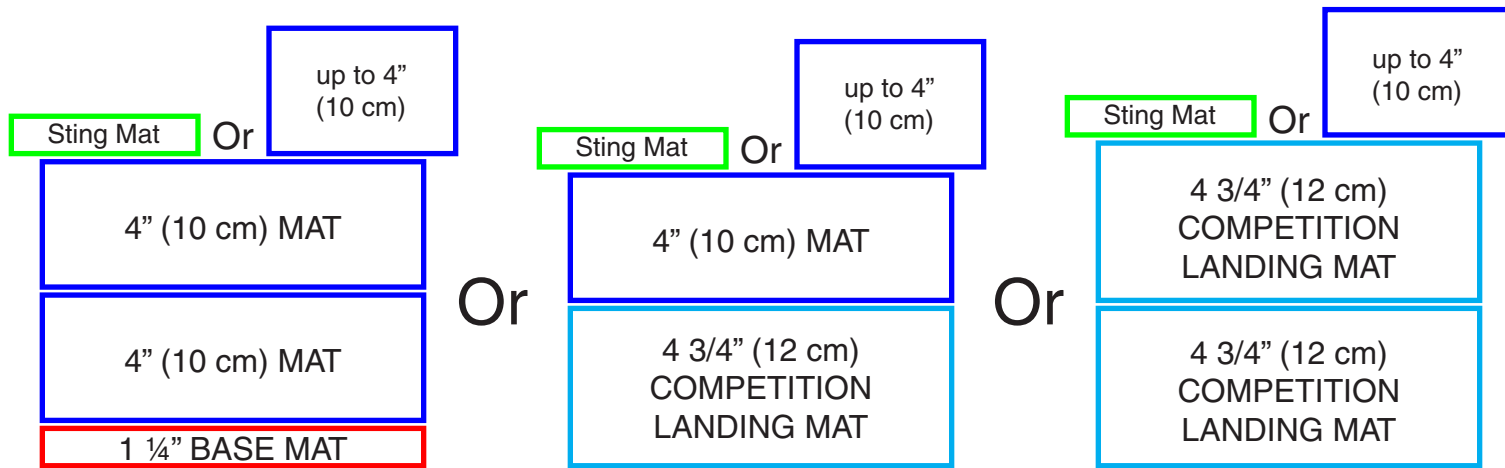 up to 4”
(10 cm)
Sting Mat
Or
4” (10 cm) MAT
4” (10 cm) MAT
1 ¼” BASE MAT
Or
up to 4”
(10 cm)
Sting Mat
Or
4” (10 cm) MAT
4 3/4” (12 cm)
COMPETITION
LANDING MAT
Or
up to 4”
(10 cm)
Sting Mat
Or
4 3/4” (12 cm)
COMPETITION
LANDING MAT
4 3/4” (12 cm)
COMPETITION
LANDING MAT